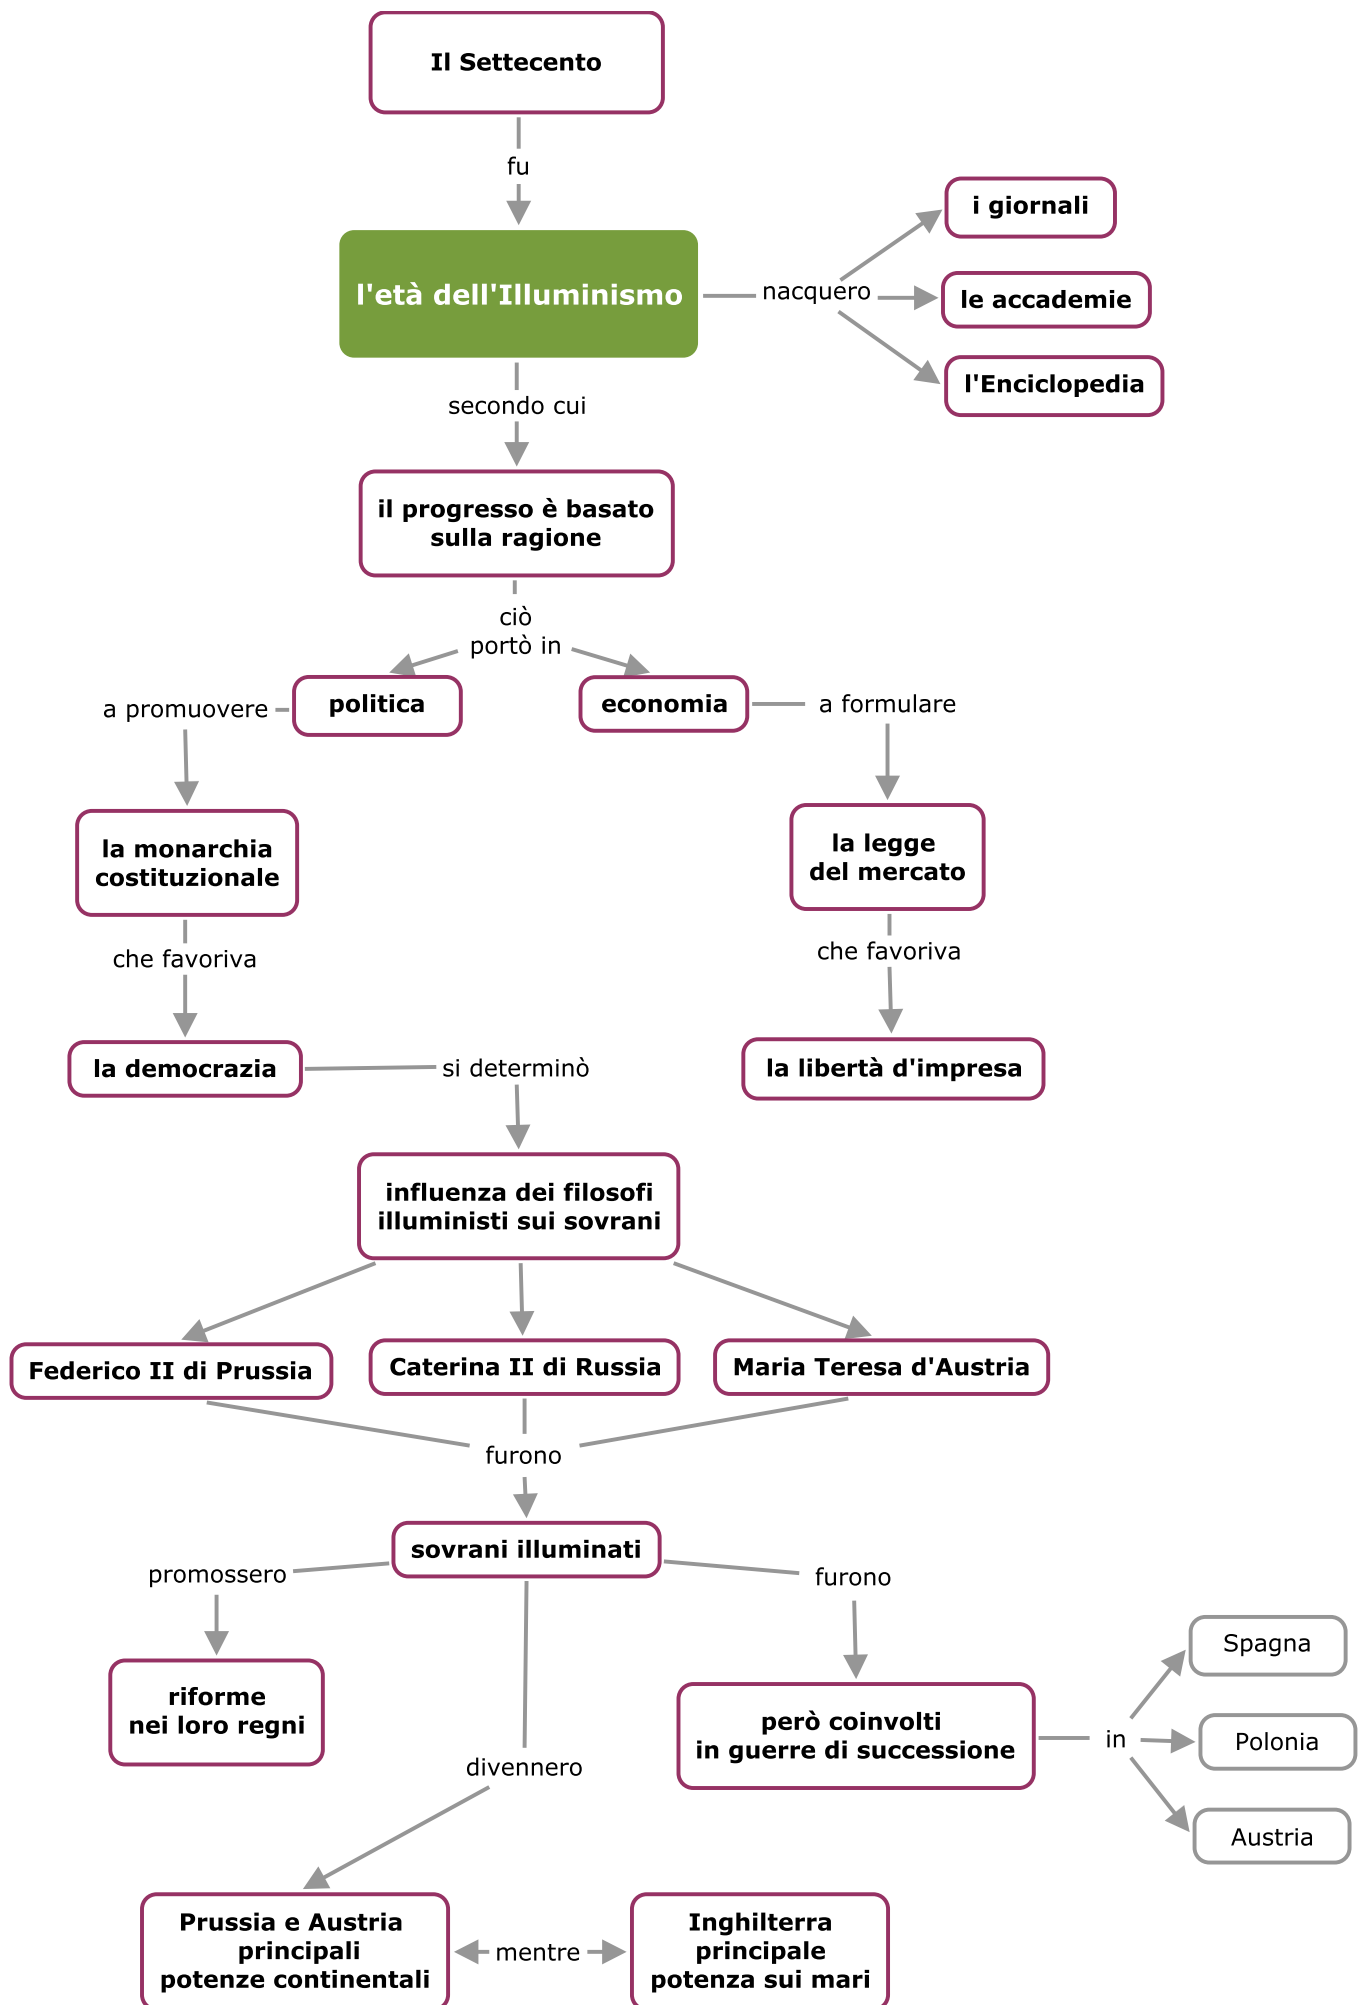 Il Settecento
fu
l'età dell'Illuminismo
nacquero
i giornali
le accademie
l'Enciclopedia
secondo cui
il progresso è basato
sulla ragione
ciò
portò in
politica
economia
a promuovere
a formulare
la monarchia
costituzionale
la legge
del mercato
che favoriva
che favoriva
la democrazia
la libertà d'impresa
si determinò
influenza dei filosofi
illuministi sui sovrani
Federico II di Prussia
Caterina II di Russia
Maria Teresa d'Austria
furono
sovrani illuminati
promossero
furono
riforme
nei loro regni
però coinvolti
in guerre di successione
in
Spagna
Polonia
Austria
divennero
Prussia e Austria
principali
potenze continentali
mentre
Inghilterra
principale
potenza sui mari